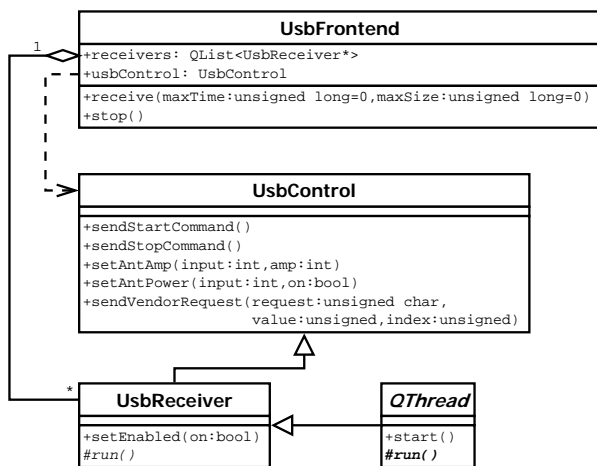 UsbFrontend
1
+receivers: QList<UsbReceiver*>
+usbControl: UsbControl
+receive(maxTime:unsigned long=0,maxSize:unsigned long=0)
+stop()
UsbControl
+sendStartCommand()
+sendStopCommand()
+setAntAmp(input:int,amp:int)
+setAntPower(input:int,on:bool)
+sendVendorRequest(request:unsigned char,
value:unsigned,index:unsigned)
*
UsbReceiver
+setEnabled(on:bool)
#run()
QThread
+start()
#run()